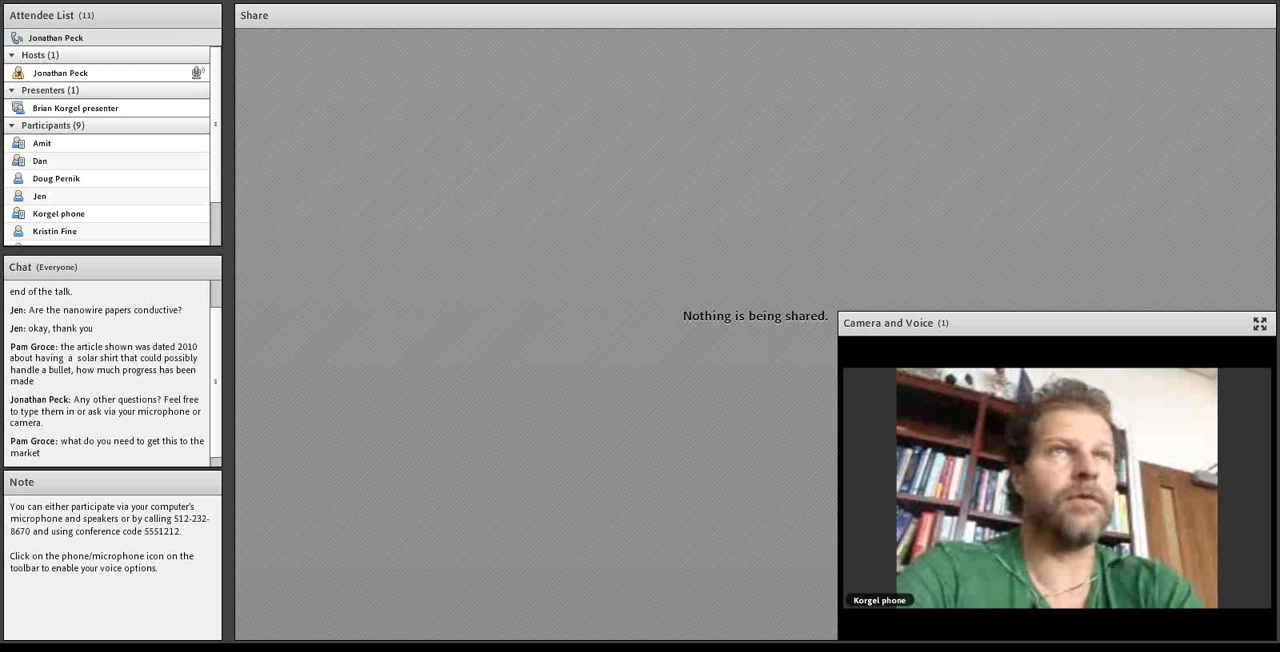 Attendee List (11)
Jonathan Peck
Hosts (1)
Jonathan Peck
Presenters (1)
Brian Korgel presenter
Participants (9)
Amit
Dan
Doug Pernik
Jen
Korgel phone
Kristin Fine
Chat (Everyone)
end of the talk.
Jen: Are the nanowire papers conductive?
Jen: okay, thank you
Pam Groce: the article shown was dated 2010
about having a solar shirt that could possibly
handle a bullet, how much progress has been
made
Jonathan Peck: Any other questions? Feel free
to type them in or ask via your microphone or
camera.
Pam Groce: what do you need to get this to the
market
Note
You can either participate via your computer's
microphone and speakers or by calling 512-232-
8670 and using conference code 5551212.
Click on the phone/microphone icon on the
toolbar to enable your voice options.
Share
Nothing is being shared.
Camera and Voice (1)
Korgel phone